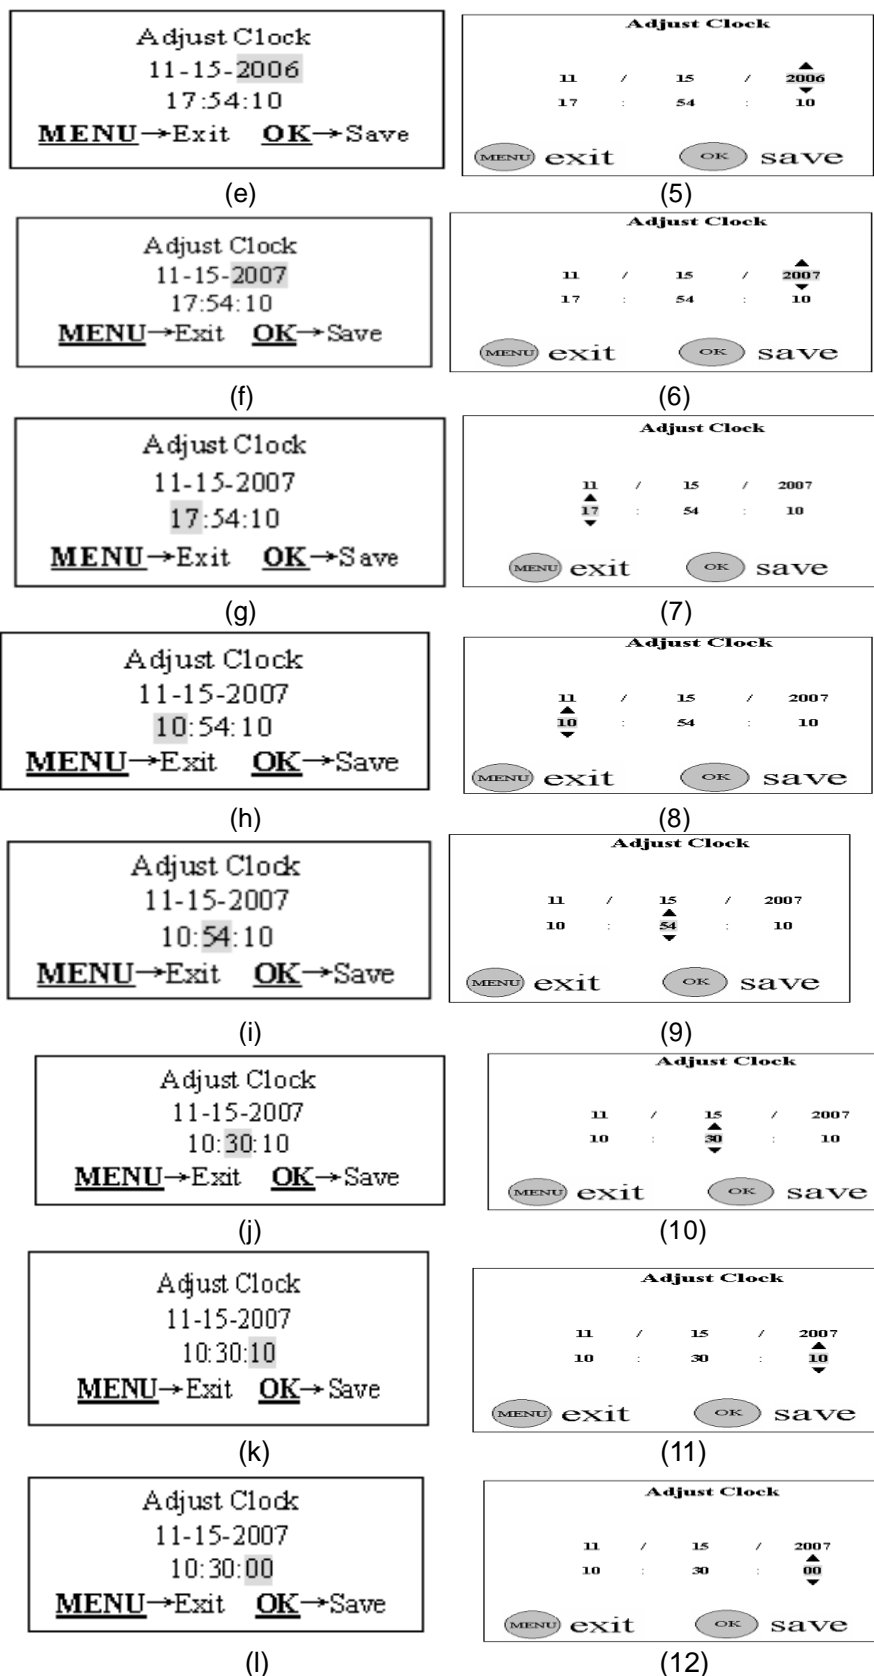 Adjust Clock
11-15-2006
17:54:10
MENU→Exit OK→Save
(e)
Adjust Clock
11 / 15 / 2006
17 : 54 : 10
MENU exit OK save
(5)
Adjust Clock
11-15-2007
17:54:10
MENU→Exit OK→Save
(f)
Adjust Clock
11 / 15 / 2007
17 : 54 : 10
MENU exit OK save
(6)
Adjust Clock
11-15-2007
17:54:10
MENU→Exit OK→Save
(g)
Adjust Clock
11 / 15 / 2007
17 : 54 : 10
MENU exit OK save
(7)
Adjust Clock
11-15-2007
10:54:10
MENU→Exit OK→Save
(h)
Adjust Clock
11 / 15 / 2007
10 : 54 : 10
MENU exit OK save
(8)
Adjust Clock
11-15-2007
10:54:10
MENU→Exit OK→Save
(i)
Adjust Clock
11 / 15 / 2007
10 : 54 : 10
MENU exit OK save
(9)
Adjust Clock
11-15-2007
10:30:10
MENU→Exit OK→Save
(j)
Adjust Clock
11 / 15 / 2007
10 : 30 : 10
MENU exit OK save
(10)
Adjust Clock
11-15-2007
10:30:10
MENU→Exit OK→Save
(k)
Adjust Clock
11 / 15 / 2007
10 : 30 : 10
MENU exit OK save
(11)
Adjust Clock
11-15-2007
10:30:00
MENU→Exit OK→Save
(l)
Adjust Clock
11 / 15 / 2007
10 : 30 : 00
MENU exit OK save
(12)